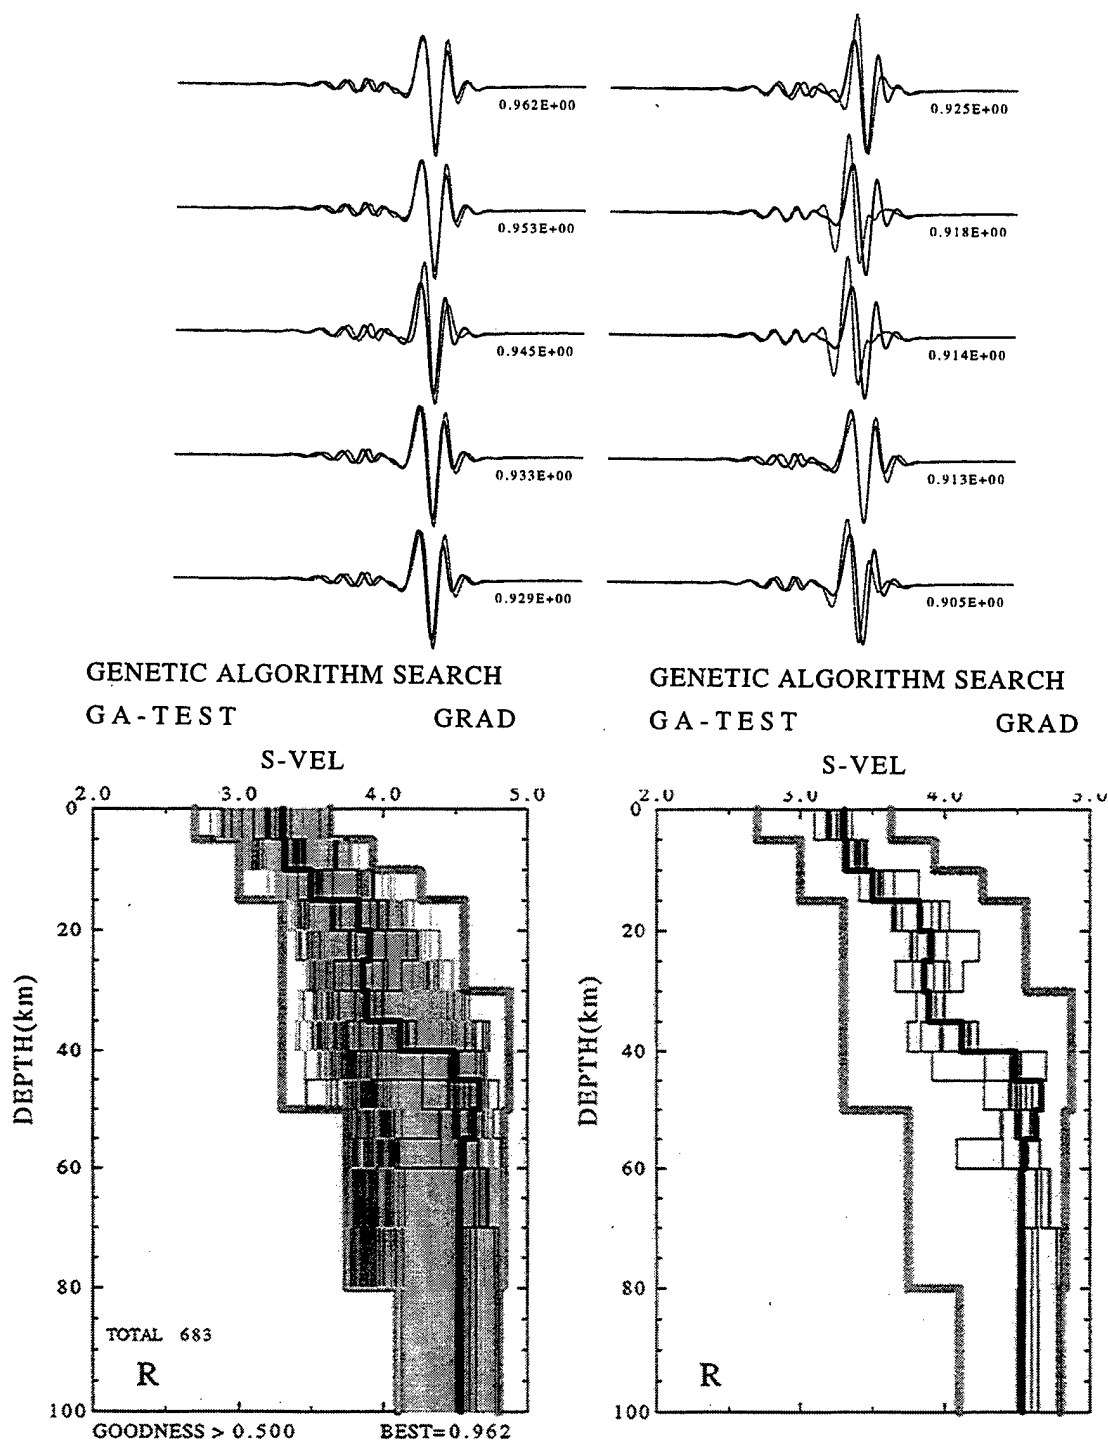 0.962E+00
0.925E+00
0.953E+00
0.918E+00
0.945E+00
0.914E+00
0.933E+00
0.913E+00
0.929E+00
0.905E+00
GENETIC ALGORITHM SEARCH
GA-TEST GRAD
S-VEL
2.0 3.0 4.0 5.0
0
20
40
60
80
100
DEPTH(km)
TOTAL 683
R
GOODNESS > 0.500 BEST= 0.962
GENETIC ALGORITHM SEARCH
GA-TEST GRAD
S-VEL
2.0 3.0 4.0 5.0
0
20
40
60
80
100
DEPTH(km)
R